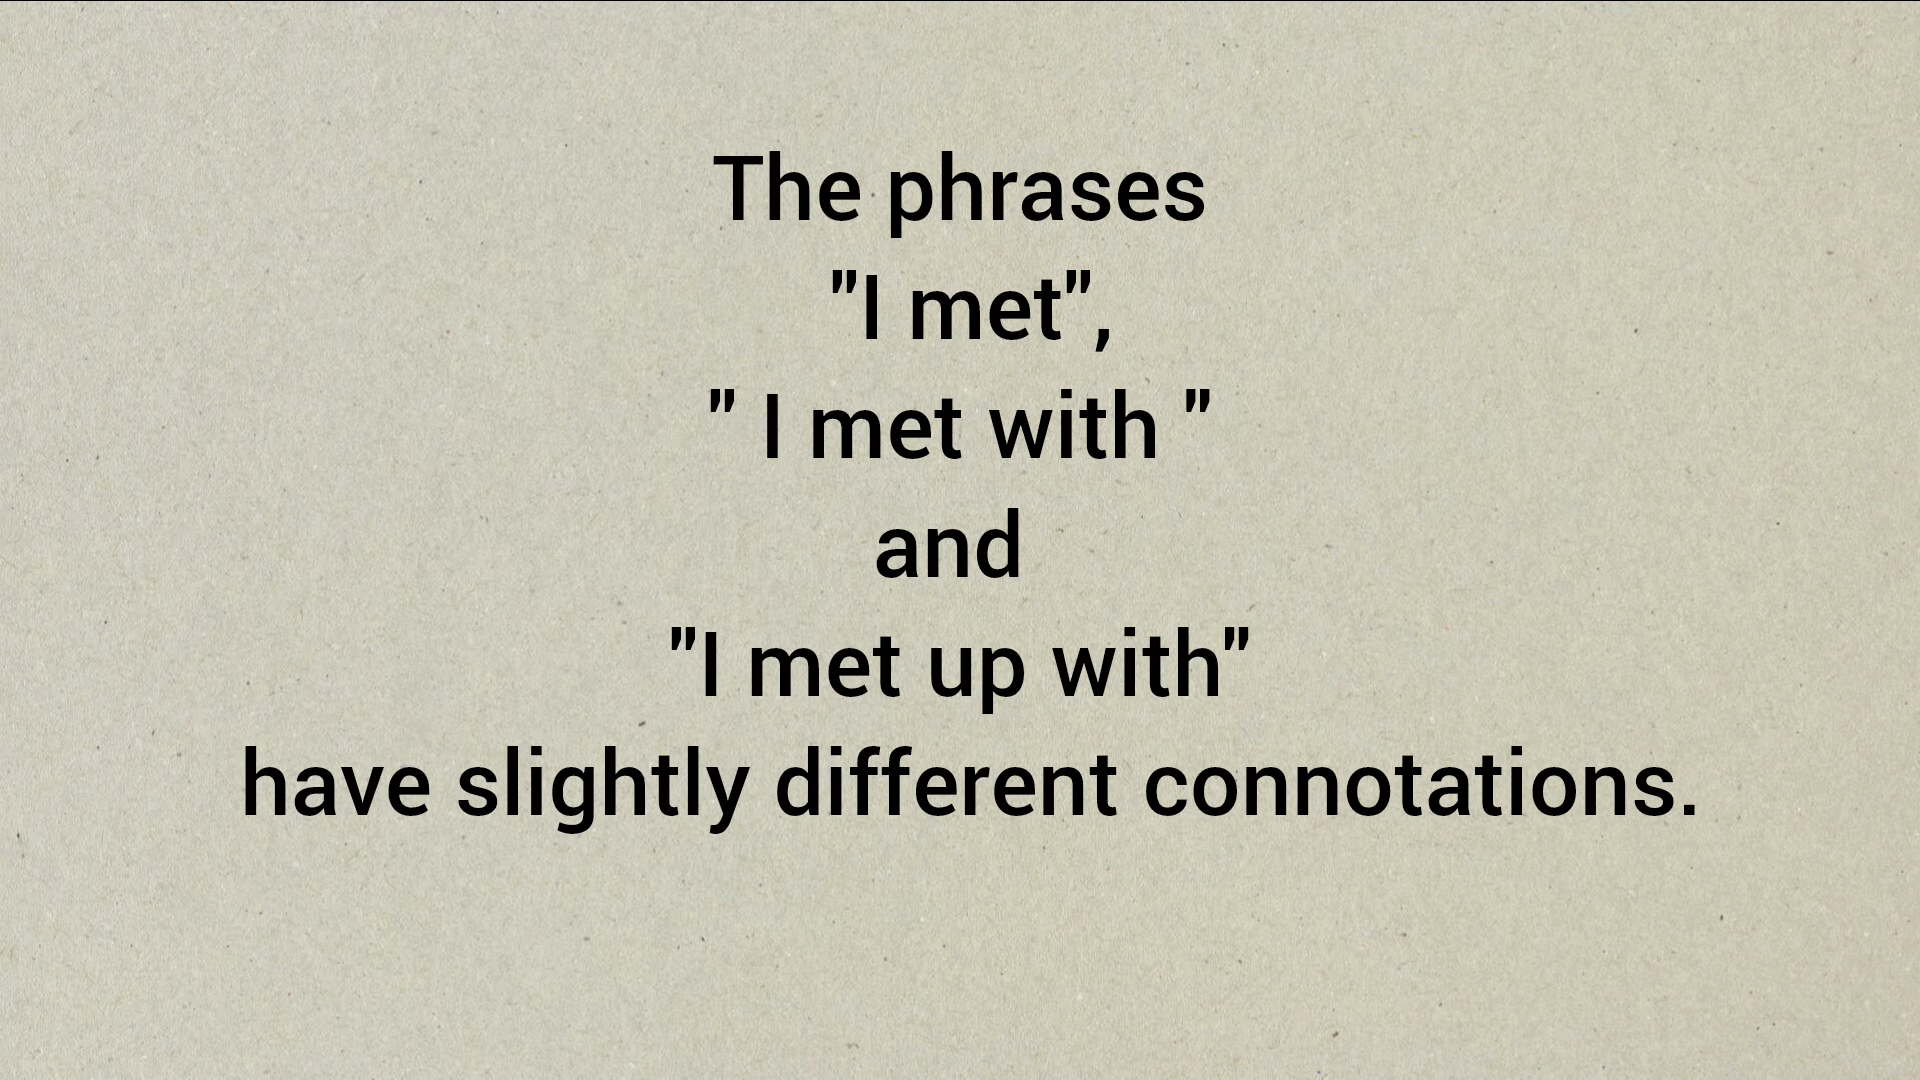 The phrases
"I met",
" I met with "
and
"I met up with"
have slightly different connotations.